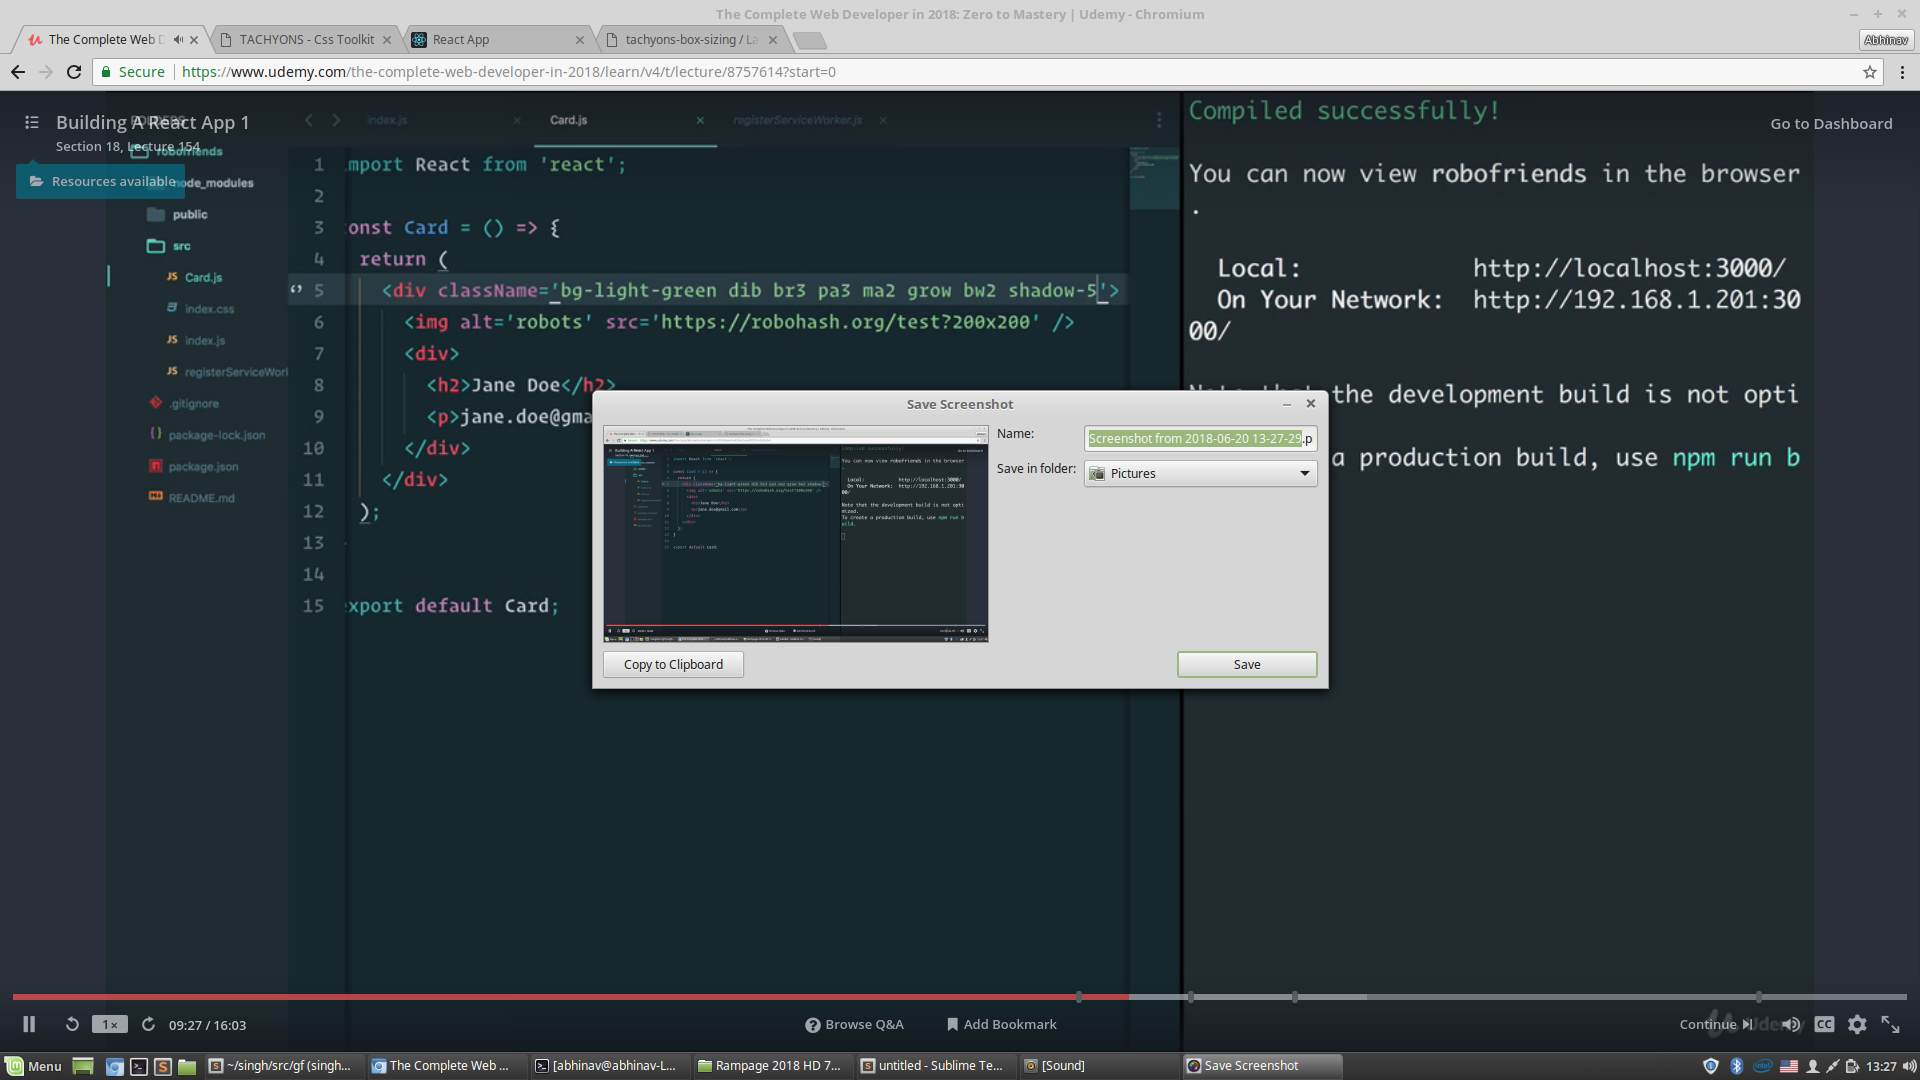 The Complete Web Developer in 2018: Zero to Mastery | Udemy - Chromium
The Complete Web D
TACHYONS - Css Toolkit
React App
tachyons-box-sizing / La
Abhinav
Secure
https://www.udemy.com/the-complete-web-developer-in-2018/learn/v4/t/lecture/8757614?start=0
Building A React App 1
Section 18, Lecture 154
Resources available
Go to Dashboard
index.js
Card.js
registerServiceWorker.js
robofriends
node_modules
public
src
Card.js
index.css
index.js
registerServiceWorl
.gitignore
package-lock.json
package.json
README.md
1 mport React from 'react';
2
3 onst Card = () => {
4 return (
5 <div className='bg-light-green dib br3 pa3 ma2 grow bw2 shadow-5'>
6 <img alt='robots' src='https://robohash.org/test?200x200' />
7 <div>
8 <h2>Jane Doe</h2>
9 <p>jane.doe@gma
10 </div>
11 </div>
12 );
13
14
15 export default Card;
Compiled successfully!
You can now view robofriends in the browser
.
Local: http://localhost:3000/
On Your Network: http://192.168.1.201:30
00/
Note that the development build is not opti
a production build, use npm run b
Save Screenshot
Name:
Screenshot from 2018-06-20 13-27-29.p
Save in folder:
Pictures
Copy to Clipboard
Save
1×
09:27 / 16:03
Browse Q&A
Add Bookmark
Continue
CC
Menu
~/singh/src/gf (singh...
The Complete Web ...
[abhinav@abhinav-L...
Rampage 2018 HD 7...
untitled - Sublime Te...
[Sound]
Save Screenshot
13:27